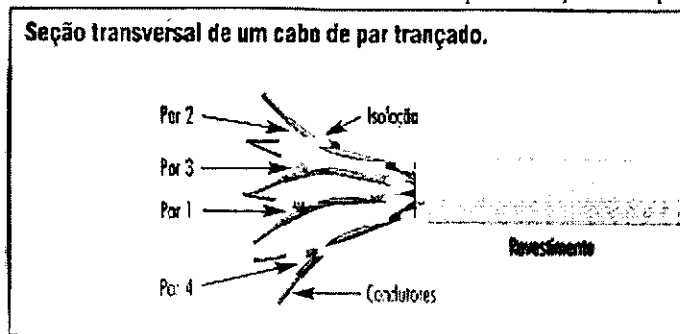 Seção transversal de um cabo de par trançado.
Par 2
Isolação
Par 3
Par 1
Revestimento
Par 4
Condutores